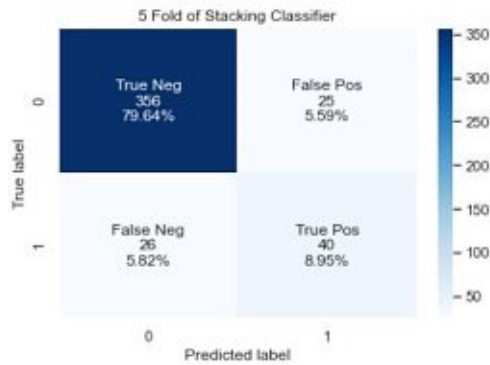 5 Fold of Stacking Classifier
True Neg
356
79.64%
False Pos
25
5.59%
False Neg
26
5.82%
True Pos
40
8.95%
0
1
True label
0
1
Predicted label
350
300
250
200
150
100
50